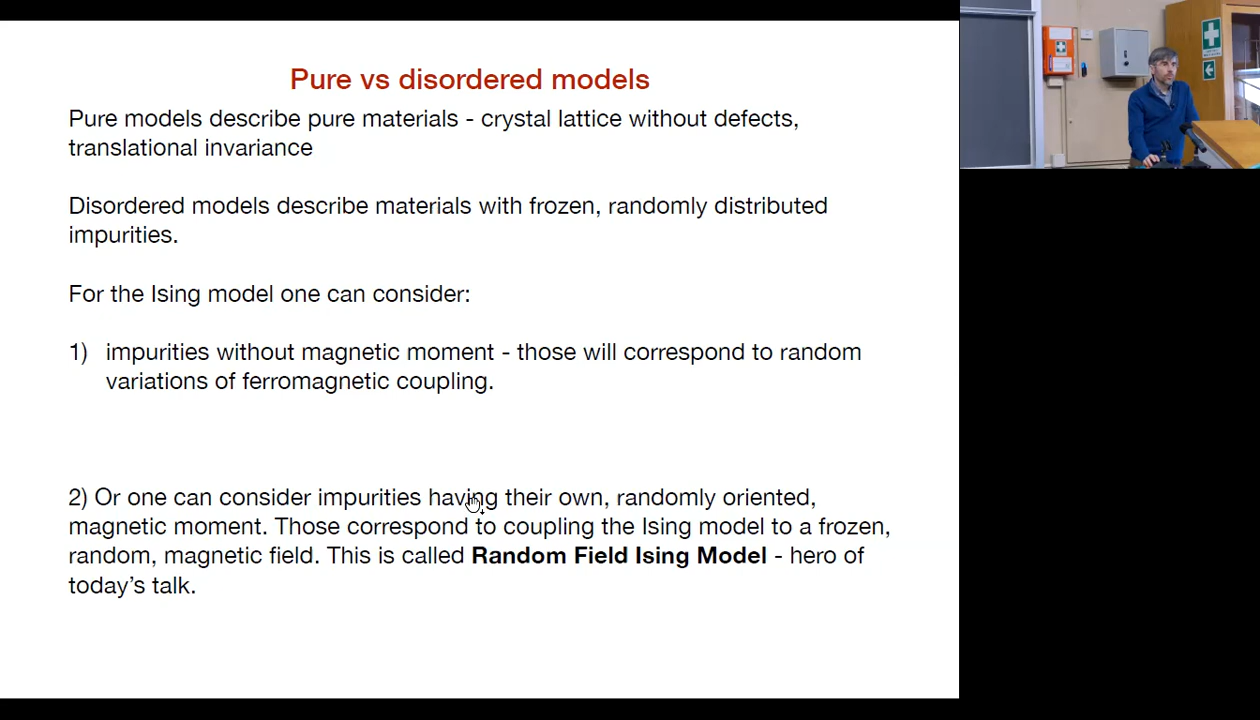 Pure vs disordered models
Pure models describe pure materials - crystal lattice without defects,
translational invariance
Disordered models describe materials with frozen, randomly distributed
impurities.
For the Ising model one can consider:
1) impurities without magnetic moment - those will correspond to random
variations of ferromagnetic coupling.
2) Or one can consider impurities having their own, randomly oriented,
magnetic moment. Those correspond to coupling the Ising model to a frozen,
random, magnetic field. This is called Random Field Ising Model - hero of
today's talk.